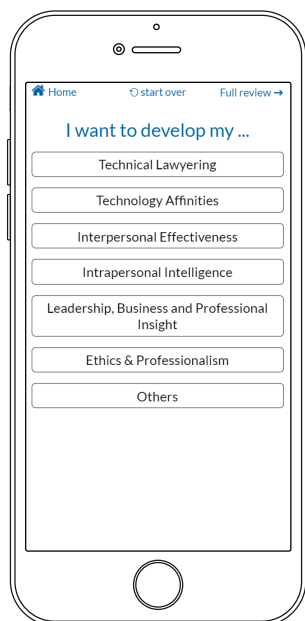 Home start over Full review →
I want to develop my ...
Technical Lawyering
Technology Affinities
Interpersonal Effectiveness
Intrapersonal Intelligence
Leadership, Business and Professional
Insight
Ethics & Professionalism
Others